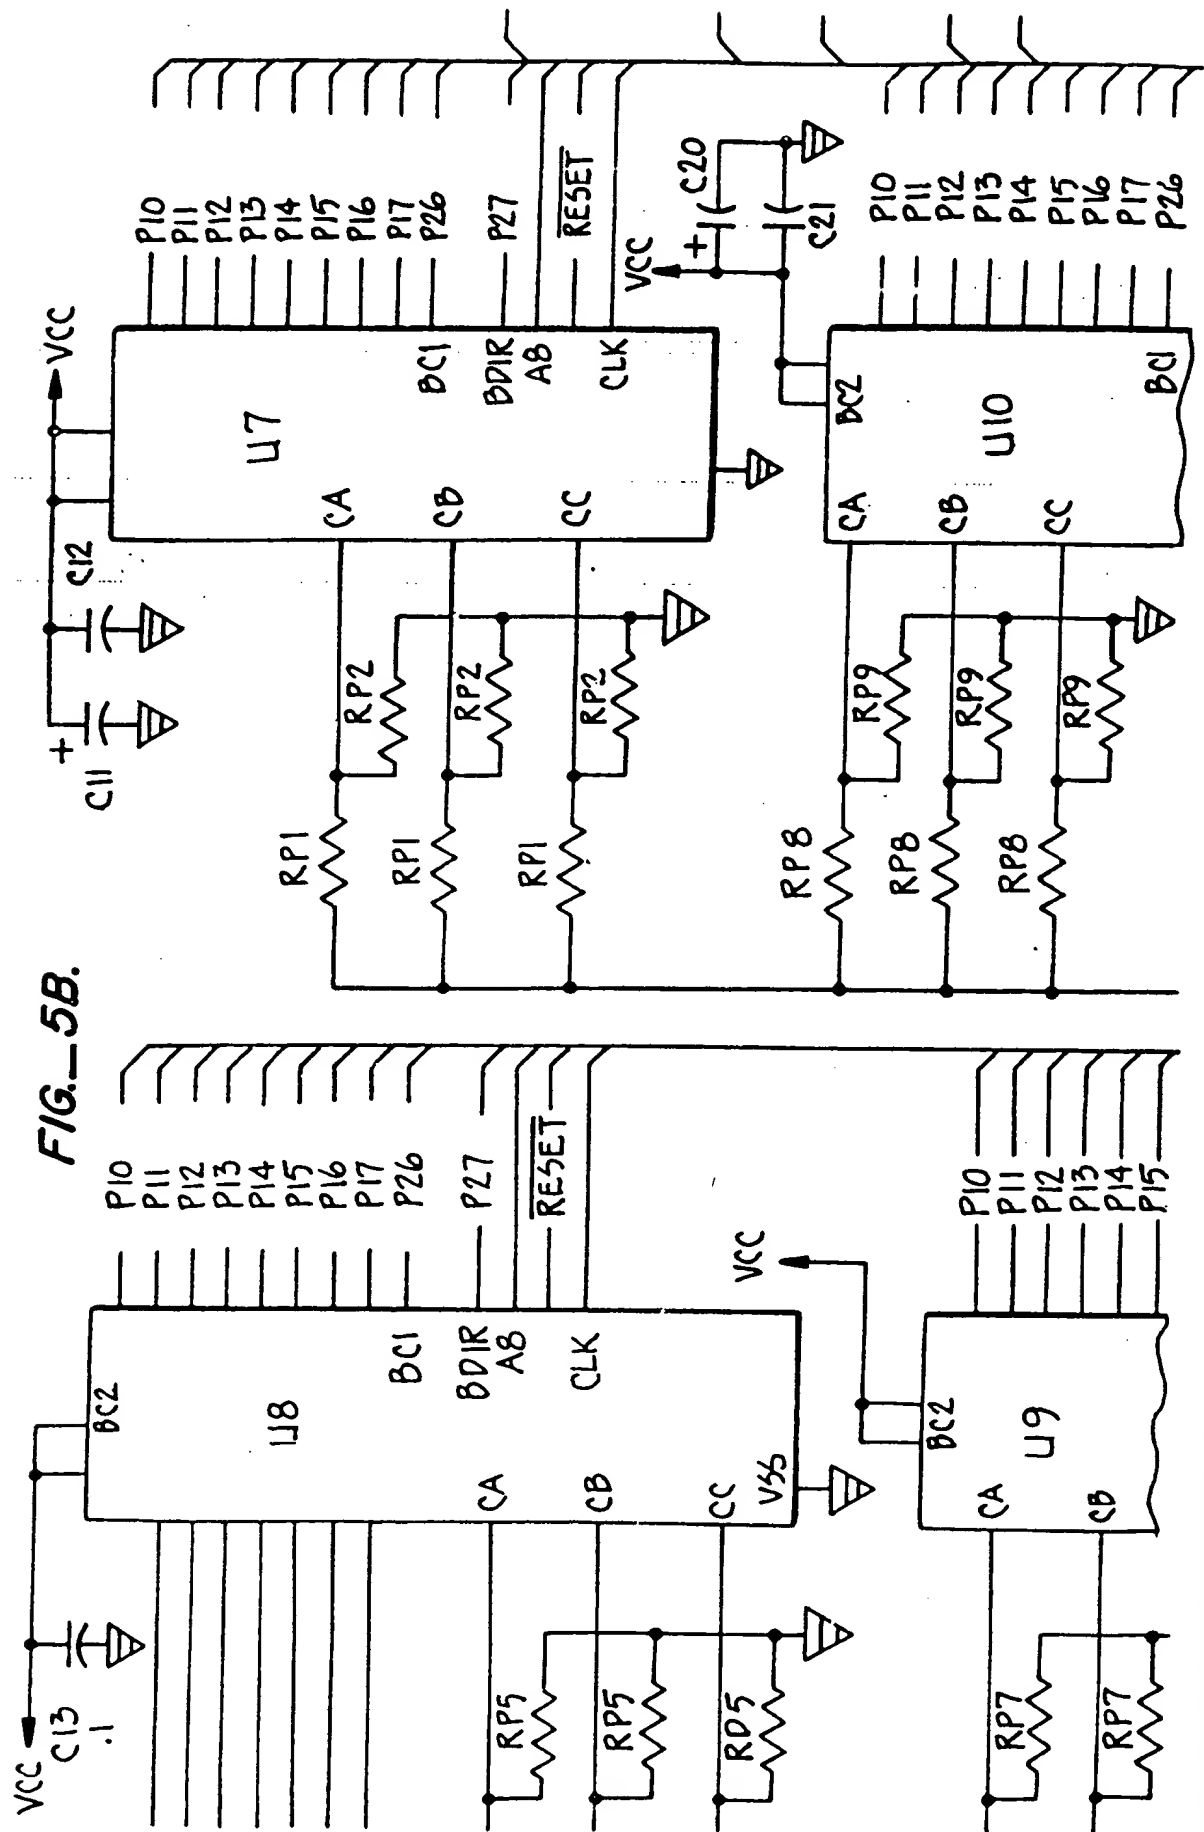 FIG.—5B.
VCC
C11
+
C12
U7
P10
P11
P12
P13
P14
P15
P16
P17
P26
P27
RESET
BC1
BDIR
A8
CLK
CA
CB
CC
RP1
RP1
RP1
RP2
RP2
RP2
VCC
+
C20
C21
U10
BC2
BC1
CA
CB
CC
P10
P11
P12
P13
P14
P15
P16
P17
P26
RP8
RP8
RP8
RP9
RP9
RP9
VCC
C13
.1
U8
BC2
BC1
BDIR
A8
CLK
CA
CB
CC
VSS
P10
P11
P12
P13
P14
P15
P16
P17
P26
P27
RESET
RP5
RP5
RD5
VCC
U9
BC2
CA
CB
P10
P11
P12
P13
P14
P15
RP7
RP7